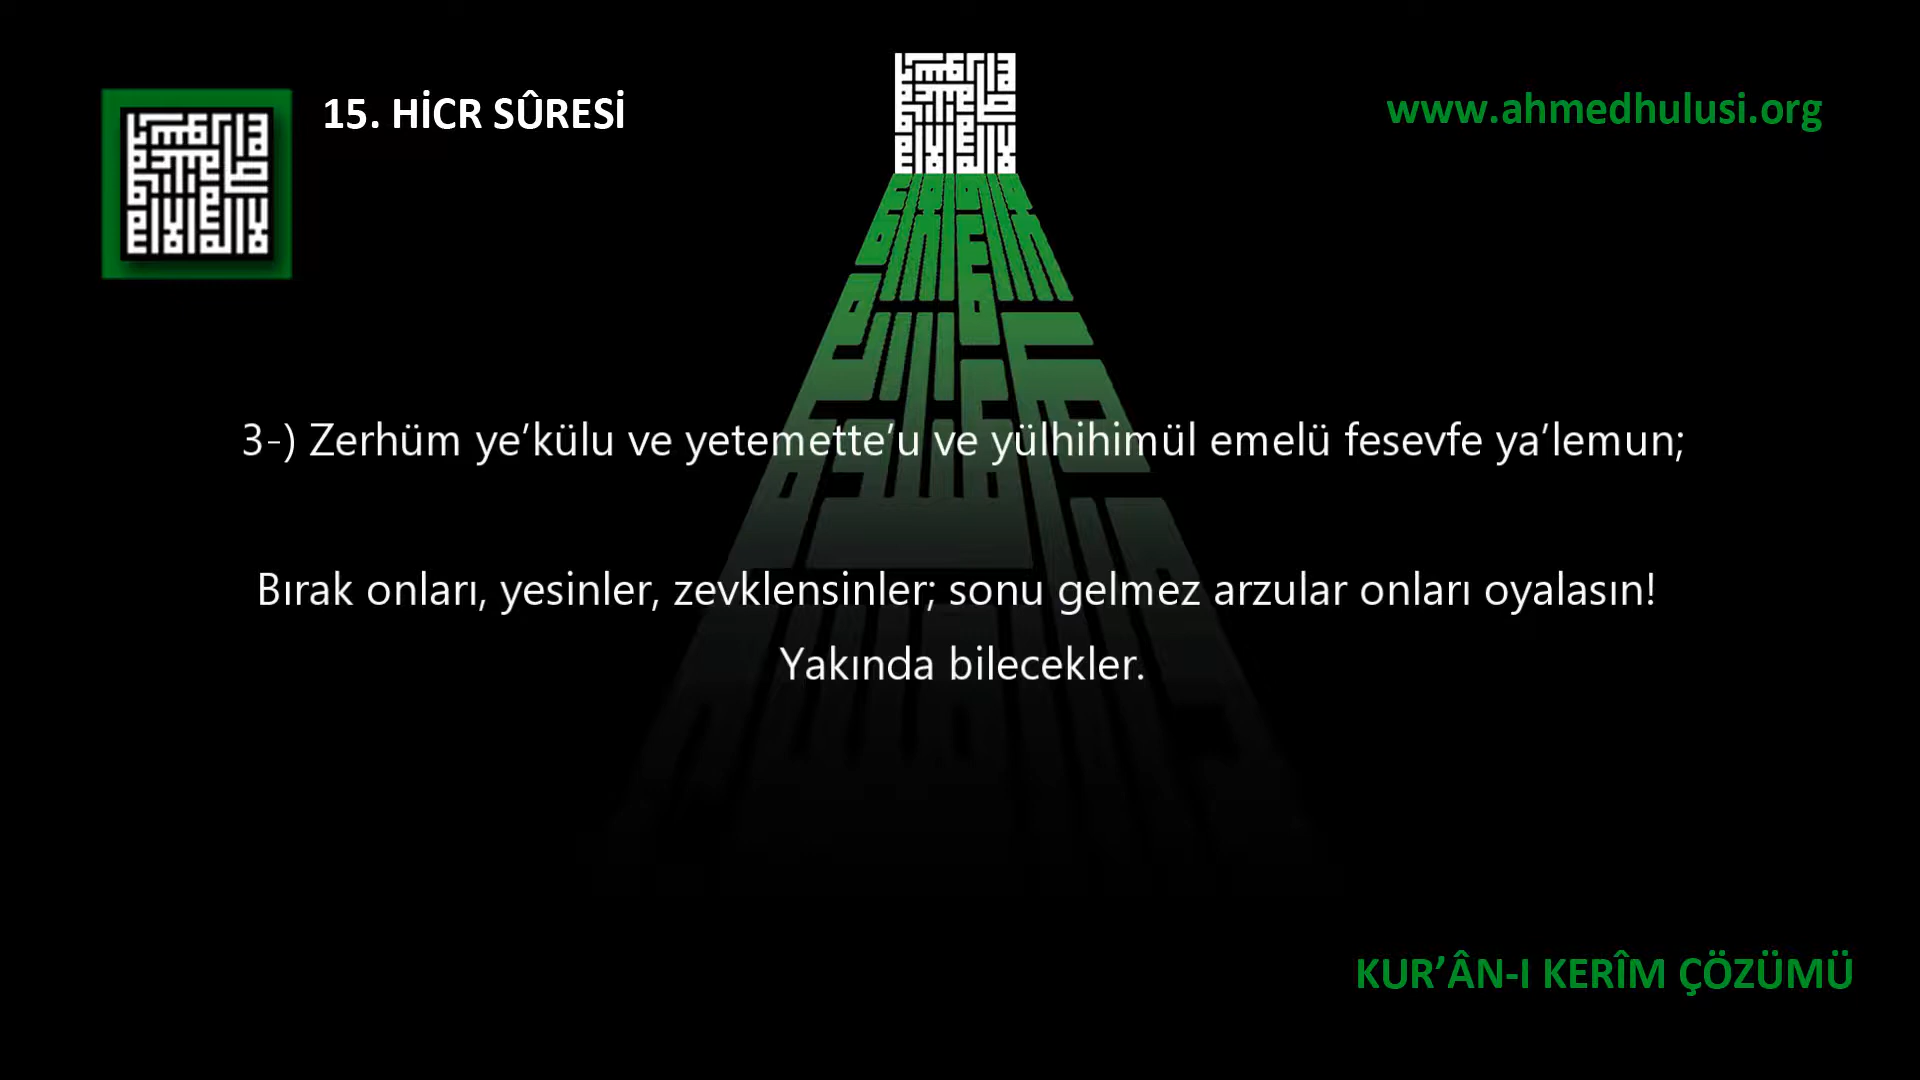 15. HİCR SÛRESİ
www.ahmedhulusi.org
3-) Zerhüm ye’külu ve yetemette’u ve yülhihimül emelü fesevfe ya’lemun;
Bırak onları, yesinler, zevklensinler; sonu gelmez arzular onları oyalasın!
Yakında bilecekler.
KUR’ÂN-I KERÎM ÇÖZÜMÜ